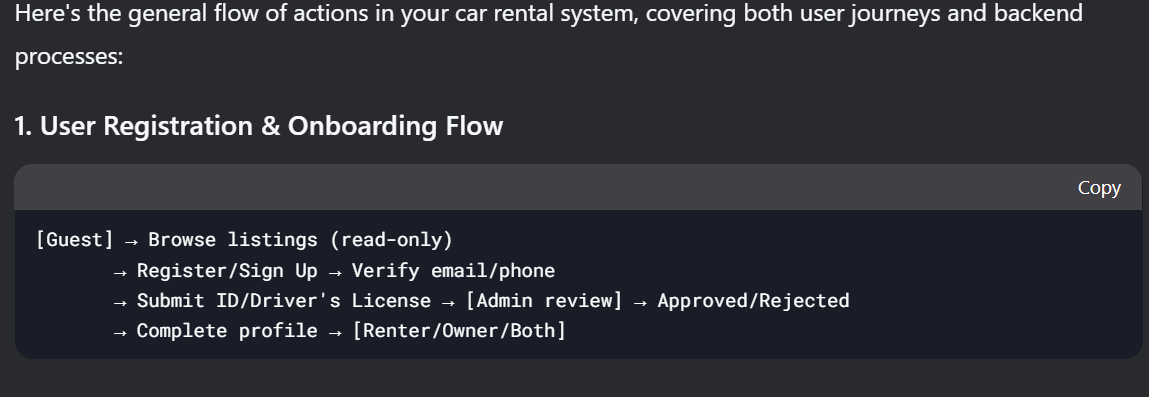 Here's the general flow of actions in your car rental system, covering both user journeys and backend
processes:
1. User Registration & Onboarding Flow
Copy
[Guest] → Browse listings (read-only)
→ Register/Sign Up → Verify email/phone
→ Submit ID/Driver's License → [Admin review] → Approved/Rejected
→ Complete profile → [Renter/Owner/Both]